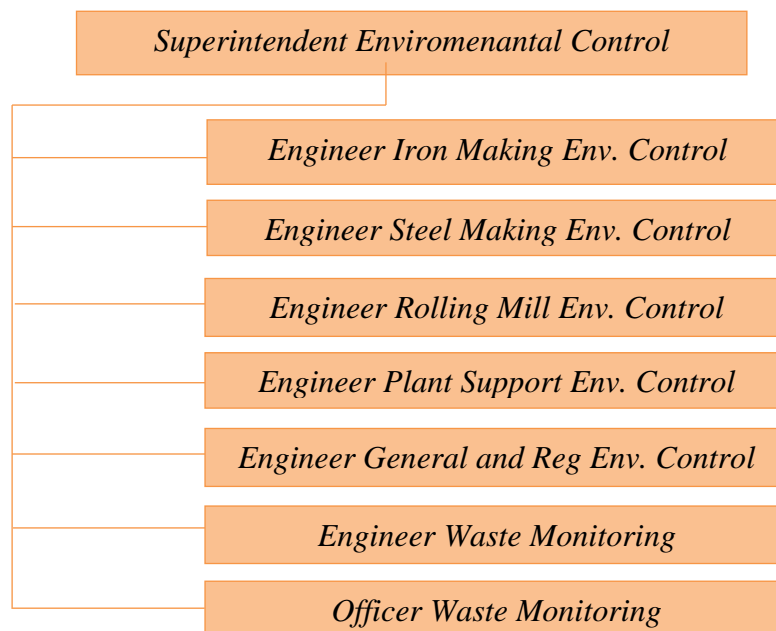 Superintendent Enviromenantal Control
Engineer Iron Making Env. Control
Engineer Steel Making Env. Control
Engineer Rolling Mill Env. Control
Engineer Plant Support Env. Control
Engineer General and Reg Env. Control
Engineer Waste Monitoring
Officer Waste Monitoring